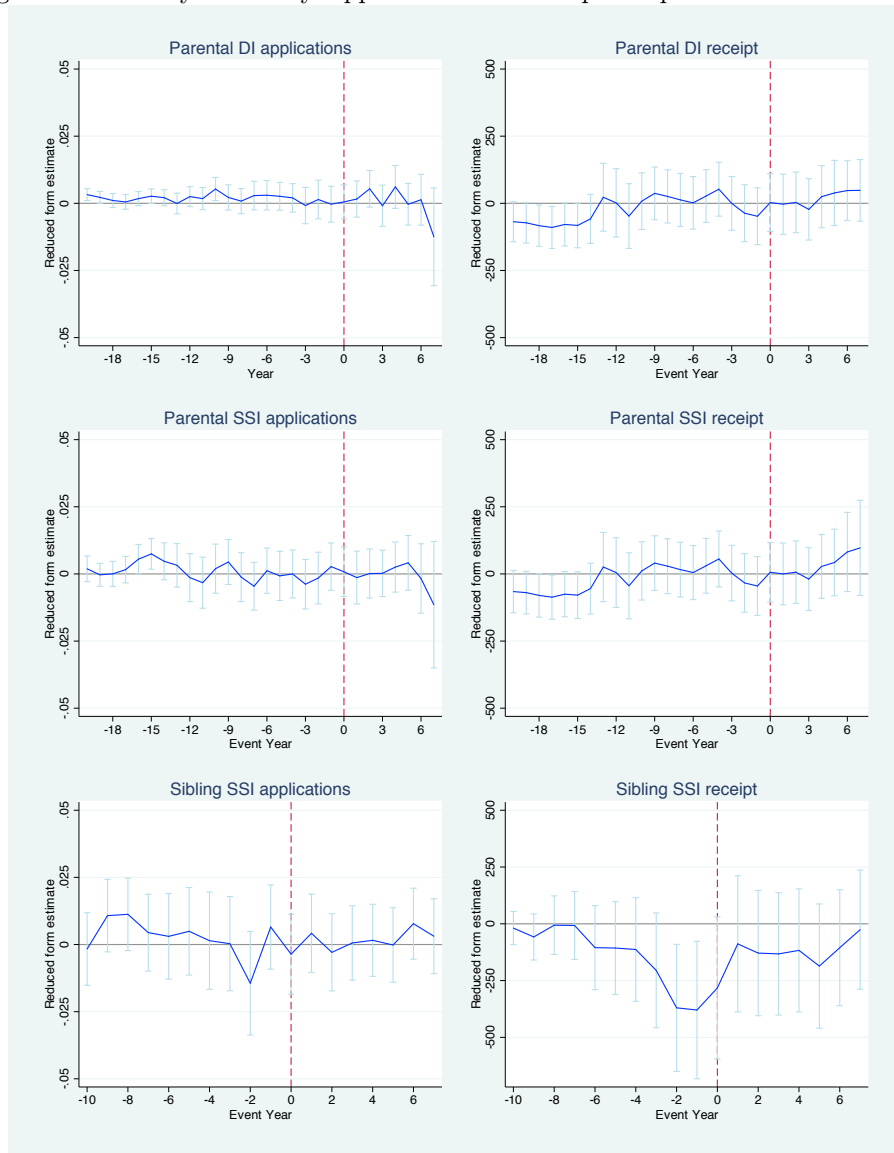 Parental DI applications
Reduced form estimate
.05
.025
0
-.025
-.05
-18 -15 -12 -9 -6 -3 0 3 6
Year
Parental DI receipt
Reduced form estimate
500
250
0
-250
-500
-18 -15 -12 -9 -6 -3 0 3 6
Event Year
Parental SSI applications
Reduced form estimate
.05
.025
0
-.025
-.05
-18 -15 -12 -9 -6 -3 0 3 6
Event Year
Parental SSI receipt
Reduced form estimate
500
250
0
-250
-500
-18 -15 -12 -9 -6 -3 0 3 6
Event Year
Sibling SSI applications
Reduced form estimate
.05
.025
0
-.025
-.05
-10 -8 -6 -4 -2 0 2 4 6
Event Year
Sibling SSI receipt
Reduced form estimate
500
250
0
-250
-500
-10 -8 -6 -4 -2 0 2 4 6
Event Year